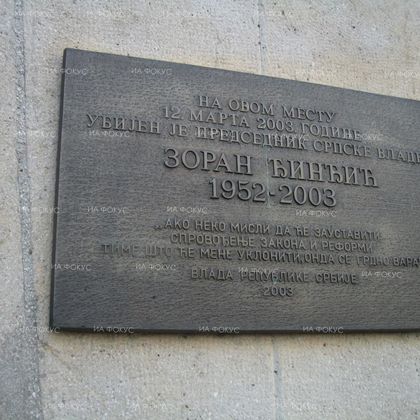 НА ОВОМ МЕСТУ
12. МАРТА 2003. ГОДИНЕ
УБИЈЕН ЈЕ ПРЕДСЕДНИК СРПСКЕ ВЛАДЕ
ЗОРАН ЂИНЂИЋ
1952-2003
„...АКО НЕКО МИСЛИ ДА ЋЕ ЗАУСТАВИТИ
СПРОВОЂЕЊЕ ЗАКОНА И РЕФОРМИ
ТИМЕ ШТО ЋЕ МЕНЕ УКЛОНИТИ, ОНДА СЕ ГРДНО ВАРА
ВЛАДА РЕПУБЛИКЕ СРБИЈЕ
2003
ИА ФОКУС